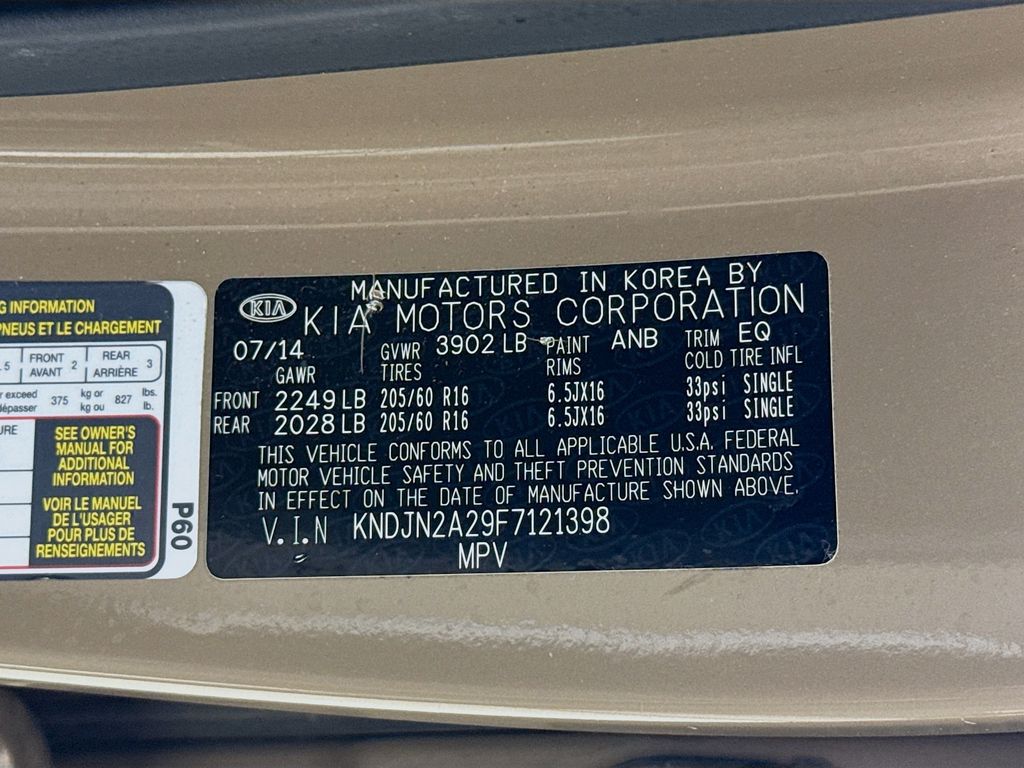 G INFORMATION
PNEUS ET LE CHARGEMENT
5 FRONT AVANT 2 REAR ARRIÈRE 3
exceed 375 kg or 827 lbs.
dépasser kg ou lb.
SEE OWNER'S
MANUAL FOR
ADDITIONAL
INFORMATION
VOIR LE MANUEL
DE L'USAGER
POUR PLUS DE
RENSEIGNEMENTS
P60
KIA
MANUFACTURED IN KOREA BY
KIA MOTORS CORPORATION
07/14 GVWR 3902 LB PAINT ANB TRIM EQ
GAWR TIRES RIMS COLD TIRE INFL
FRONT 2249 LB 205/60 R16 6.5JX16 33psi SINGLE
REAR 2028 LB 205/60 R16 6.5JX16 33psi SINGLE
THIS VEHICLE CONFORMS TO ALL APPLICABLE U.S.A. FEDERAL
MOTOR VEHICLE SAFETY AND THEFT PREVENTION STANDARDS
IN EFFECT ON THE DATE OF MANUFACTURE SHOWN ABOVE.
V.I.N KNDJN2A29F7121398
MPV